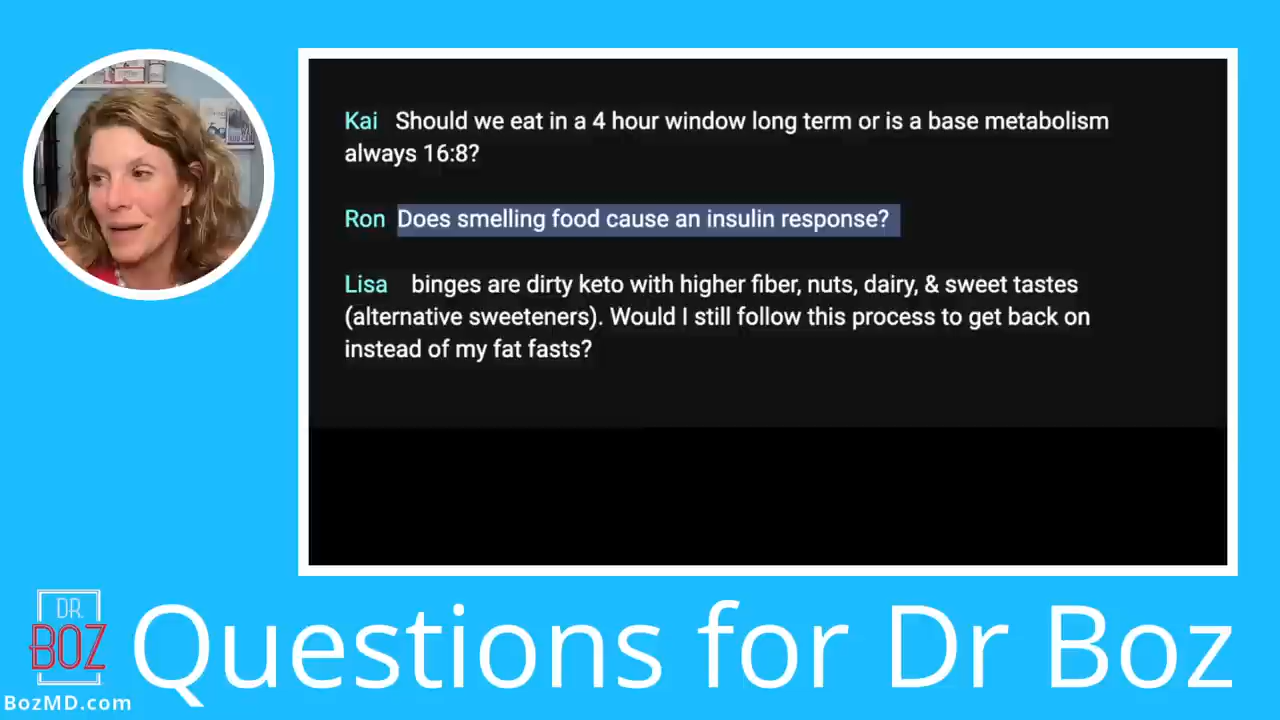 Kai Should we eat in a 4 hour window long term or is a base metabolism
always 16:8?
Ron Does smelling food cause an insulin response?
Lisa binges are dirty keto with higher fiber, nuts, dairy, & sweet tastes
(alternative sweeteners). Would I still follow this process to get back on
instead of my fat fasts?
DR.
BOZ
Questions for Dr Boz
BozMD.com